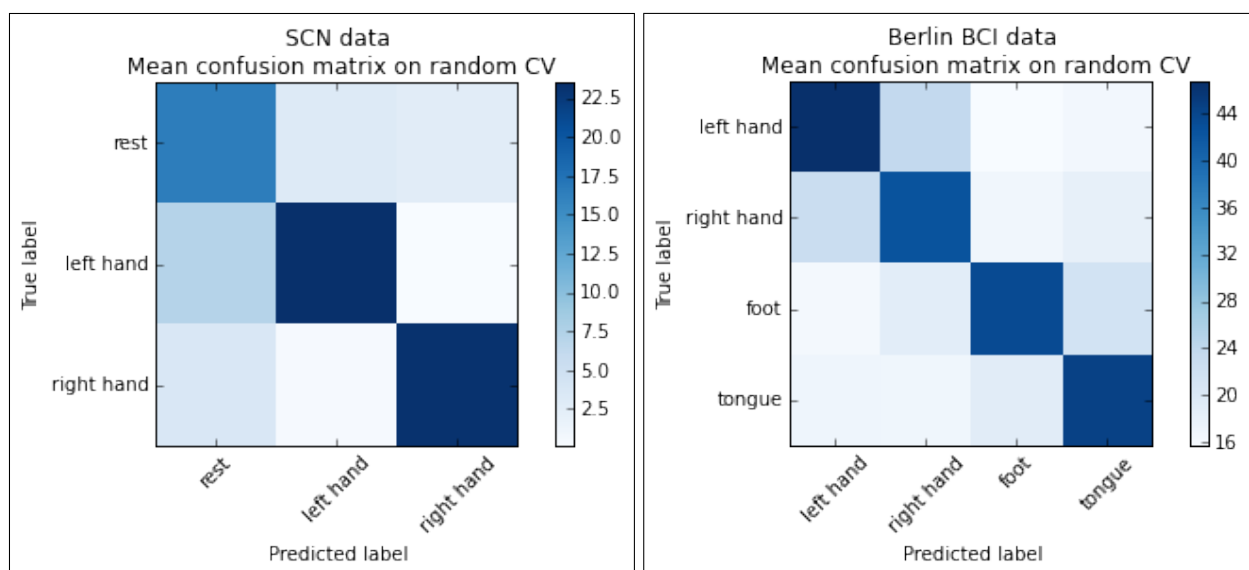 SCN data
Mean confusion matrix on random CV
rest
left hand
right hand
True label
rest
left hand
right hand
Predicted label
22.5
20.0
17.5
15.0
12.5
10.0
7.5
5.0
2.5
Berlin BCI data
Mean confusion matrix on random CV
left hand
right hand
foot
tongue
True label
left hand
right hand
foot
tongue
Predicted label
44
40
36
32
28
24
20
16